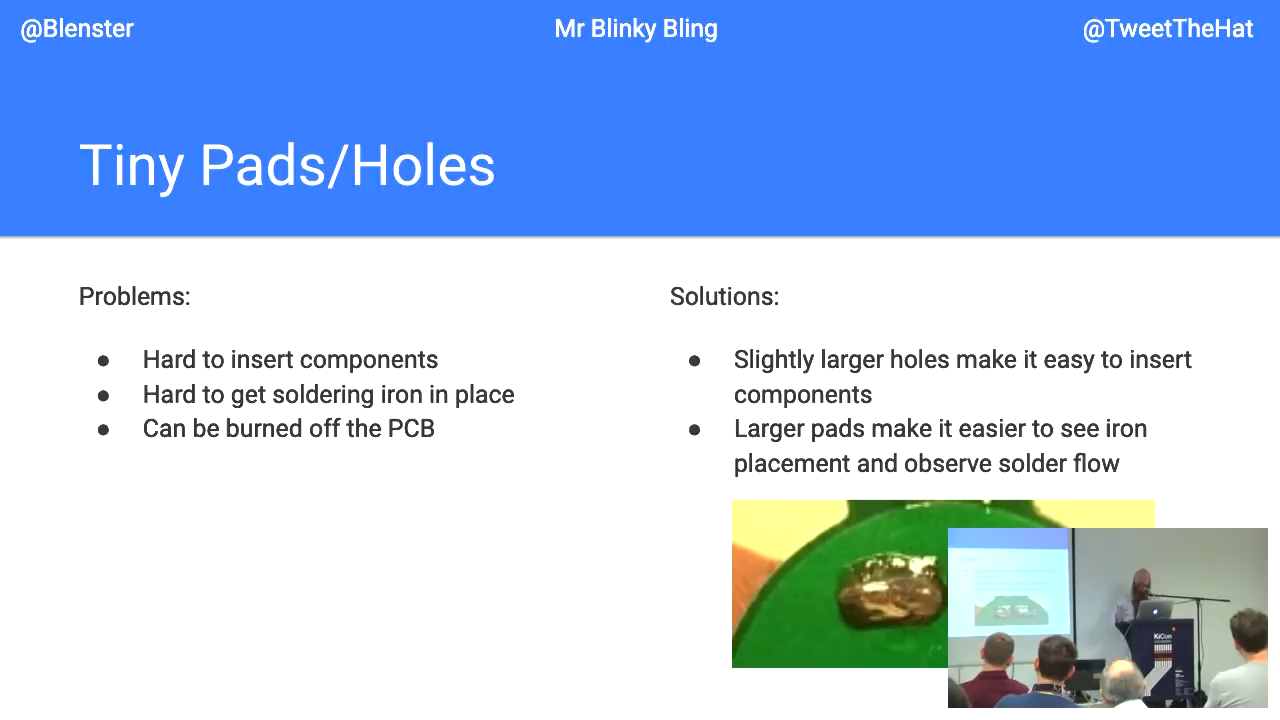 @Blenster
Mr Blinky Bling
@TweetTheHat
Tiny Pads/Holes
Problems:
● Hard to insert components
● Hard to get soldering iron in place
● Can be burned off the PCB
Solutions:
● Slightly larger holes make it easy to insert
components
● Larger pads make it easier to see iron
placement and observe solder flow
KiCon